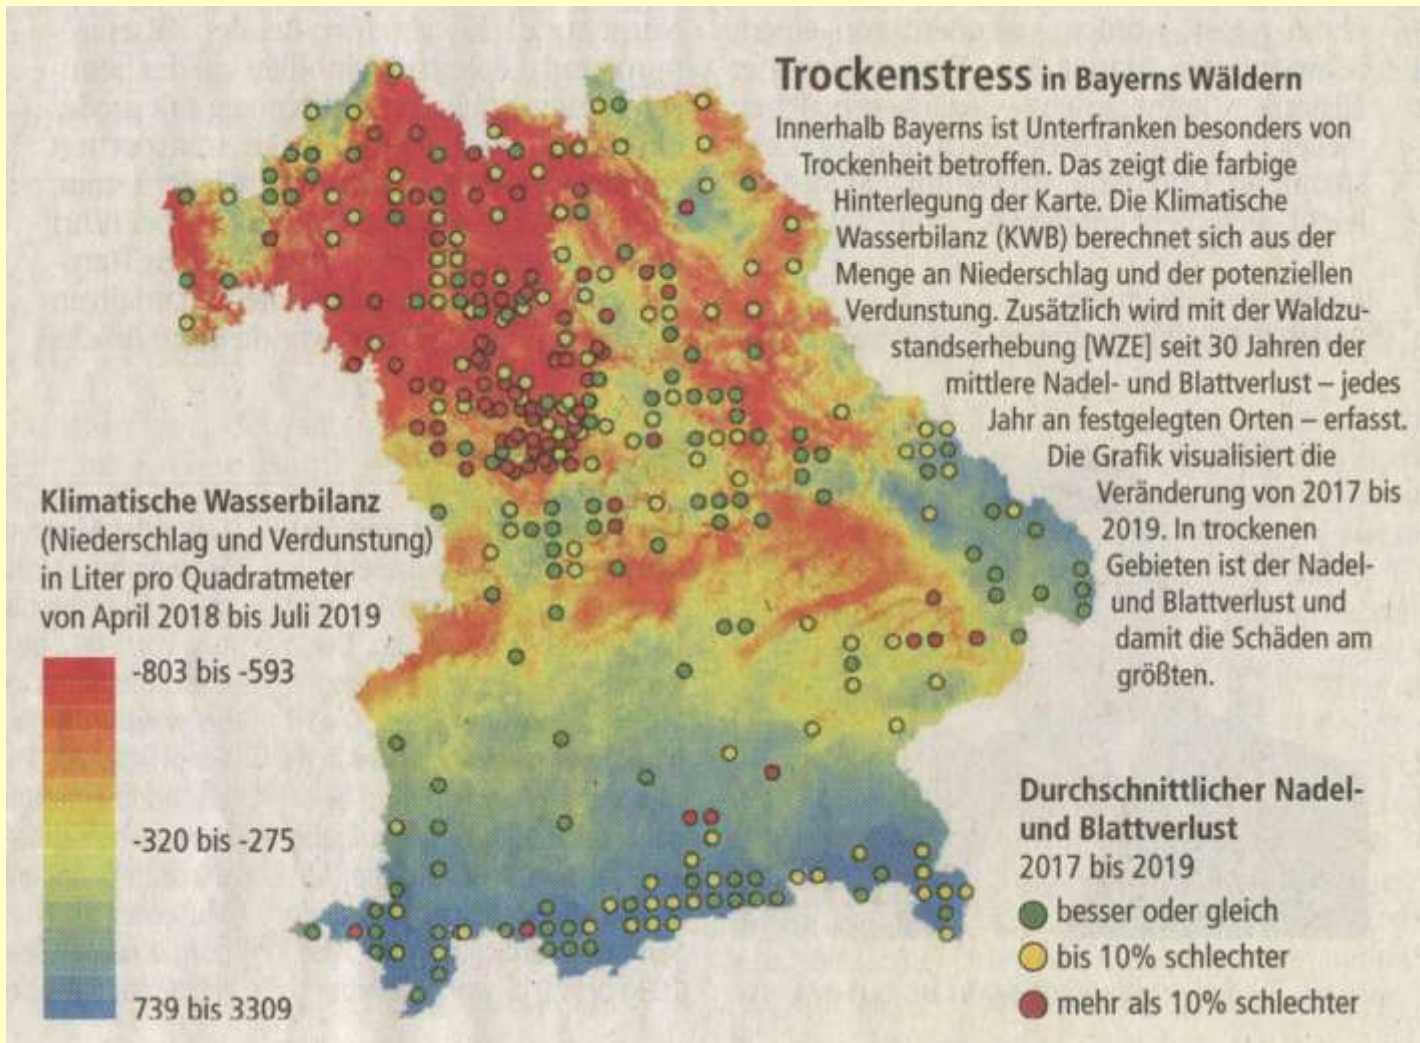 Trockenstress in Bayerns Wäldern
Innerhalb Bayerns ist Unterfranken besonders von
Trockenheit betroffen. Das zeigt die farbige
Hinterlegung der Karte. Die Klimatische
Wasserbilanz (KWB) berechnet sich aus der
Menge an Niederschlag und der potenziellen
Verdunstung. Zusätzlich wird mit der Waldzu-
standserhebung [WZE] seit 30 Jahren der
mittlere Nadel- und Blattverlust – jedes
Jahr an festgelegten Orten – erfasst.
Die Grafik visualisiert die
Veränderung von 2017 bis
2019. In trockenen
Gebieten ist der Nadel-
und Blattverlust und
damit die Schäden am
größten.
Klimatische Wasserbilanz
(Niederschlag und Verdunstung)
in Liter pro Quadratmeter
von April 2018 bis Juli 2019
-803 bis -593
-320 bis -275
739 bis 3309
Durchschnittlicher Nadel-
und Blattverlust
2017 bis 2019
besser oder gleich
bis 10% schlechter
mehr als 10% schlechter